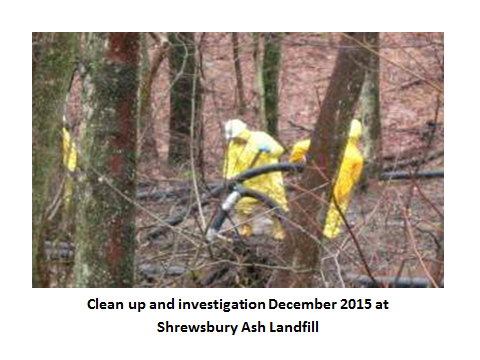 Clean up and investigation December 2015 at
Shrewsbury Ash Landfill